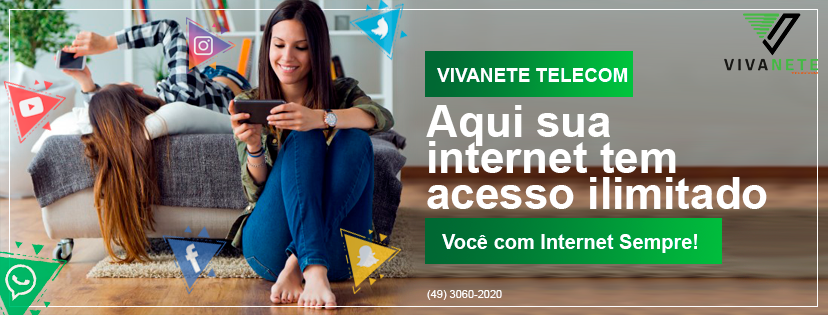 VIVANETE
VIVANETE TELECOM
Aqui sua
internet tem
acesso ilimitado
Você com Internet Sempre!
(49) 3060-2020